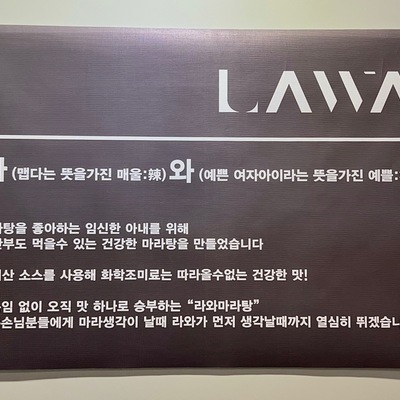 LAWA
(맵다는 뜻을가진 매울:辣) 와 (예쁜 여자아이라는 뜻을가진 예쁠:
탕을 좋아하는 임신한 아내를 위해
부도 먹을수 있는 건강한 마라탕을 만들었습니다
산 소스를 사용해 화학조미료는 따라올수없는 건강한 맛!
임 없이 오직 맛 하나로 승부하는 “라와마라탕”
손님분들에게 마라생각이 날때 라와가 먼저 생각날때까지 열심히 뛰겠습니